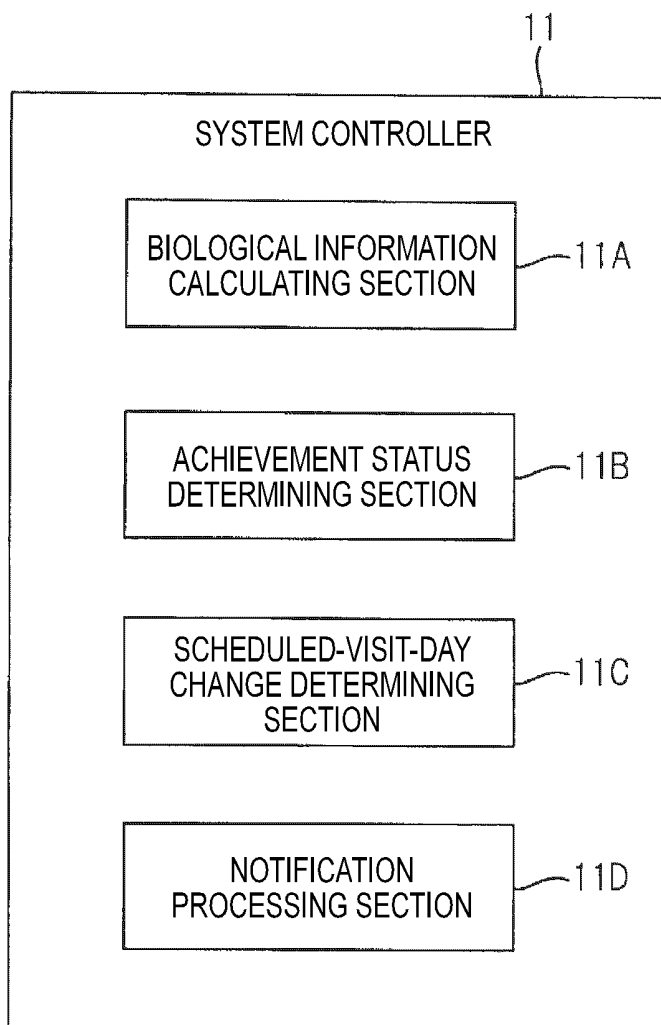 11
SYSTEM CONTROLLER
BIOLOGICAL INFORMATION
CALCULATING SECTION
11A
ACHIEVEMENT STATUS
DETERMINING SECTION
11B
SCHEDULED-VISIT-DAY
CHANGE DETERMINING
SECTION
11C
NOTIFICATION
PROCESSING SECTION
11D